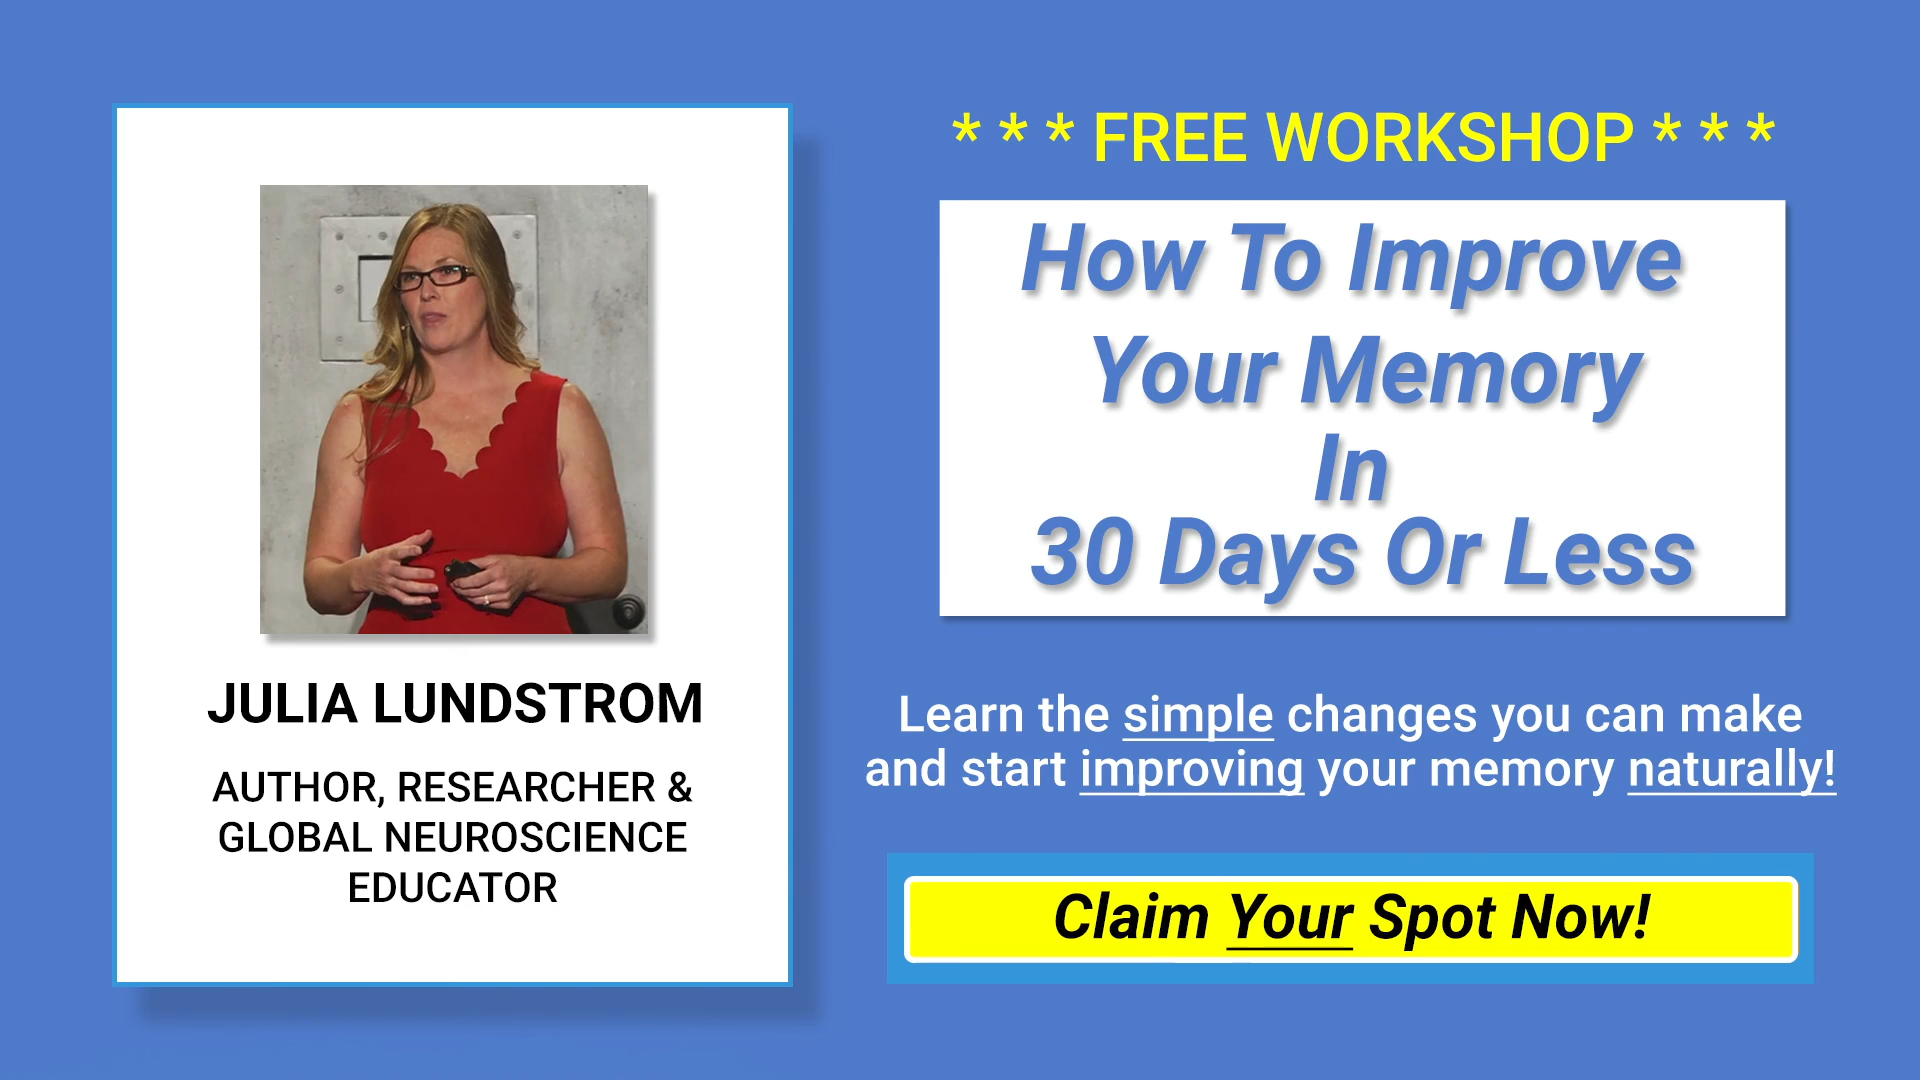 JULIA LUNDSTROM
AUTHOR, RESEARCHER &
GLOBAL NEUROSCIENCE
EDUCATOR
* * * FREE WORKSHOP * * *
How To Improve
Your Memory
In
30 Days Or Less
Learn the simple changes you can make
and start improving your memory naturally!
Claim Your Spot Now!